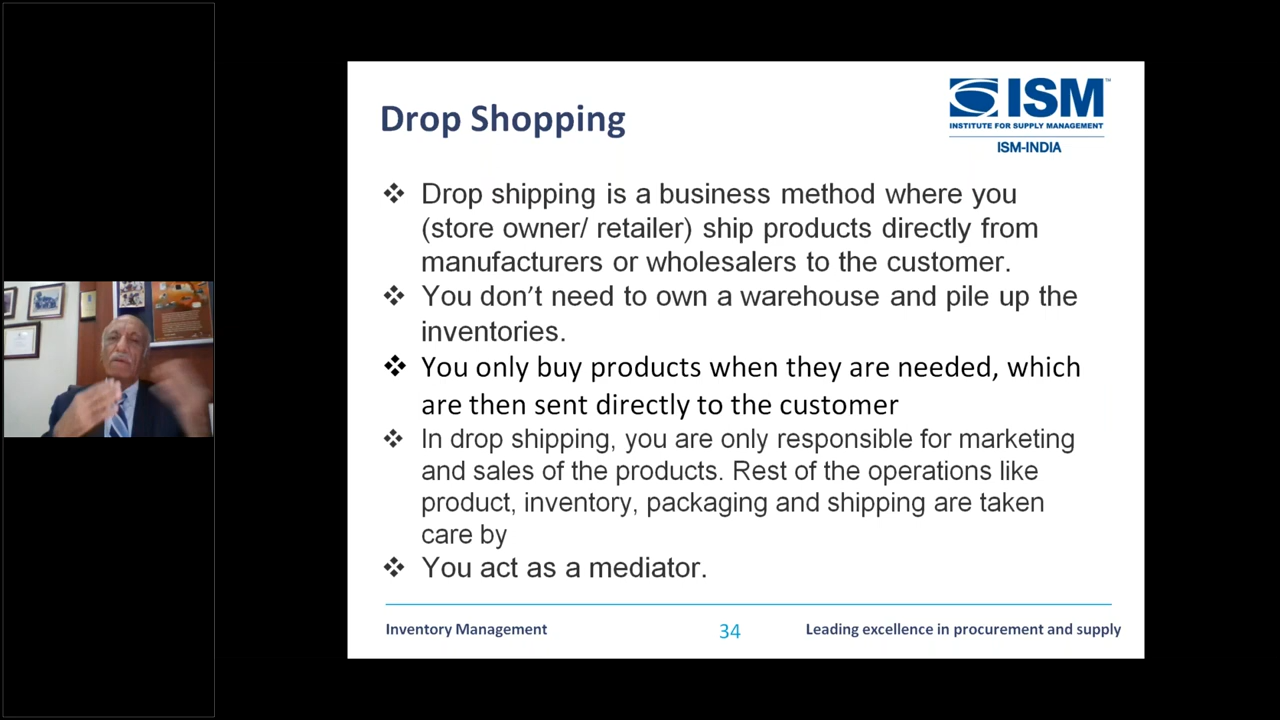 Drop Shopping
ISM™
INSTITUTE FOR SUPPLY MANAGEMENT
ISM-INDIA
❖ Drop shipping is a business method where you
(store owner/ retailer) ship products directly from
manufacturers or wholesalers to the customer.
❖ You don’t need to own a warehouse and pile up the
inventories.
❖ You only buy products when they are needed, which
are then sent directly to the customer
❖ In drop shipping, you are only responsible for marketing
and sales of the products. Rest of the operations like
product, inventory, packaging and shipping are taken
care by
❖ You act as a mediator.
Inventory Management
34
Leading excellence in procurement and supply